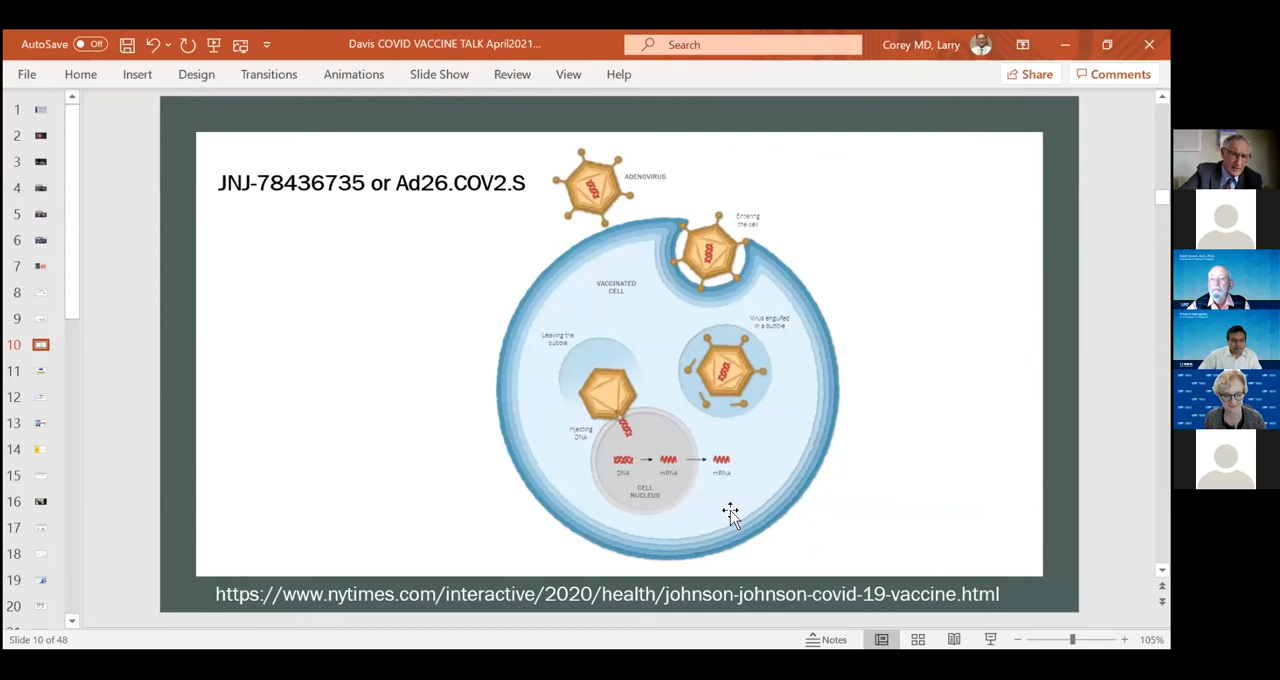 AutoSave Off
Davis COVID VACCINE TALK April2021...
Search
Corey MD, Larry
File Home Insert Design Transitions Animations Slide Show Review View Help
Share Comments
1
2
3
4
5
6
7
8
9
10
11
12
13
14
15
16
17
18
19
20
JNJ-78436735 or Ad26.COV2.S
ADENOVIRUS
Entering
the cell
VACCINATED
CELL
Virus engulfed
in a bubble
Leaving the
bubble
Injecting
DNA
DNA mRNA mRNA
CELL
NUCLEUS
https://www.nytimes.com/interactive/2020/health/johnson-johnson-covid-19-vaccine.html
Slide 10 of 48
Notes
105%